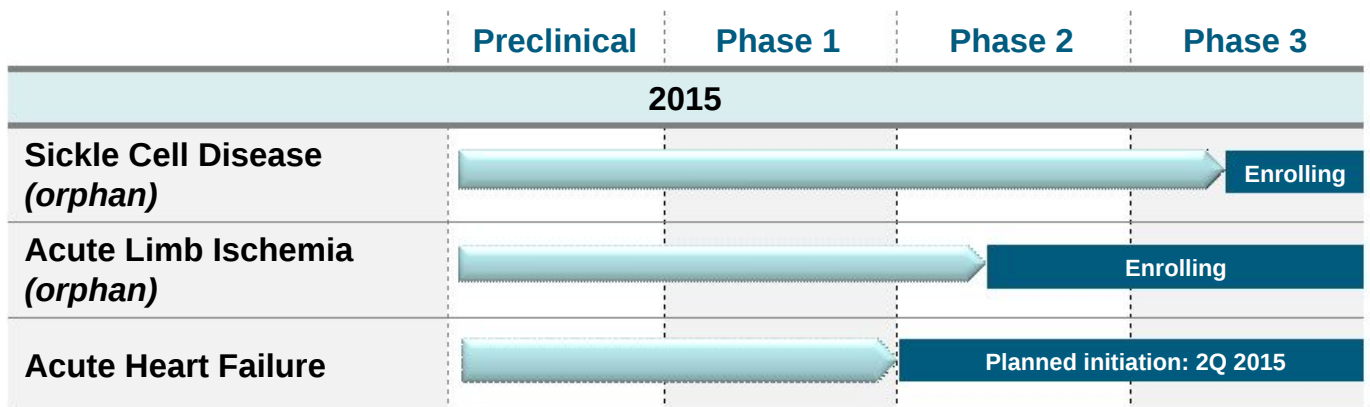 Preclinical Phase 1 Phase 2 Phase 3
2015
Sickle Cell Disease
(orphan)
Enrolling
Acute Limb Ischemia
(orphan)
Enrolling
Acute Heart Failure
Planned initiation: 2Q 2015